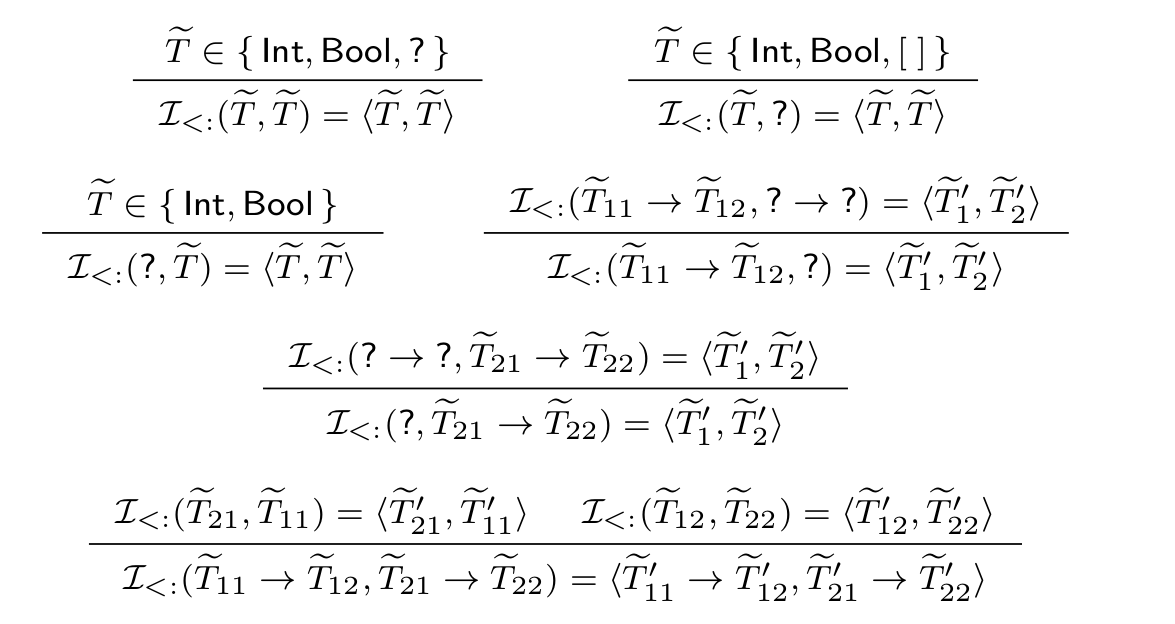 T̃ ∈ { Int, Bool, ? } T̃ ∈ { Int, Bool, [ ] }
I<:(T̃, T̃) = ⟨T̃, T̃⟩ I<:(T̃, ?) = ⟨T̃, T̃⟩
T̃ ∈ { Int, Bool } I<:(T̃11 → T̃12, ? → ?) = ⟨T̃′1, T̃′2⟩
I<:(?, T̃) = ⟨T̃, T̃⟩ I<:(T̃11 → T̃12, ?) = ⟨T̃′1, T̃′2⟩
I<:(? → ?, T̃21 → T̃22) = ⟨T̃′1, T̃′2⟩
I<:(?, T̃21 → T̃22) = ⟨T̃′1, T̃′2⟩
I<:(T̃21, T̃11) = ⟨T̃′21, T̃′11⟩ I<:(T̃12, T̃22) = ⟨T̃′12, T̃′22⟩
I<:(T̃11 → T̃12, T̃21 → T̃22) = ⟨T̃′11 → T̃′12, T̃′21 → T̃′22⟩